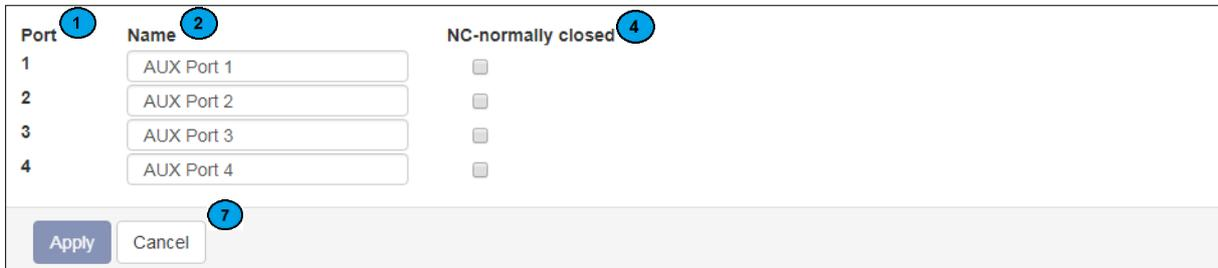 Port 1 Name 2 NC-normally closed 4
1 AUX Port 1
2 AUX Port 2
3 AUX Port 3
4 AUX Port 4
7
Apply Cancel